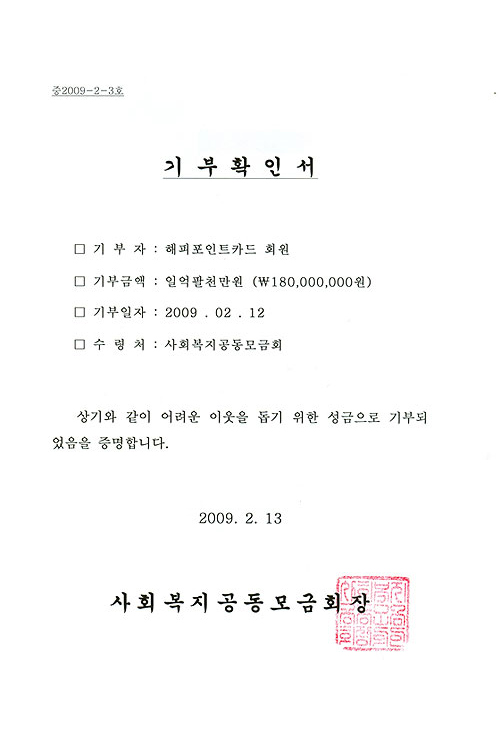 중2009-2-3호
기 부 확 인 서
□ 기 부 자 : 해피포인트카드 회원
□ 기부금액 : 일억팔천만원 (₩180,000,000원)
□ 기부일자 : 2009 . 02 . 12
□ 수 령 처 : 사회복지공동모금회
상기와 같이 어려운 이웃을 돕기 위한 성금으로 기부되
었음을 증명합니다.
2009. 2. 13
사회복지공동모금회장